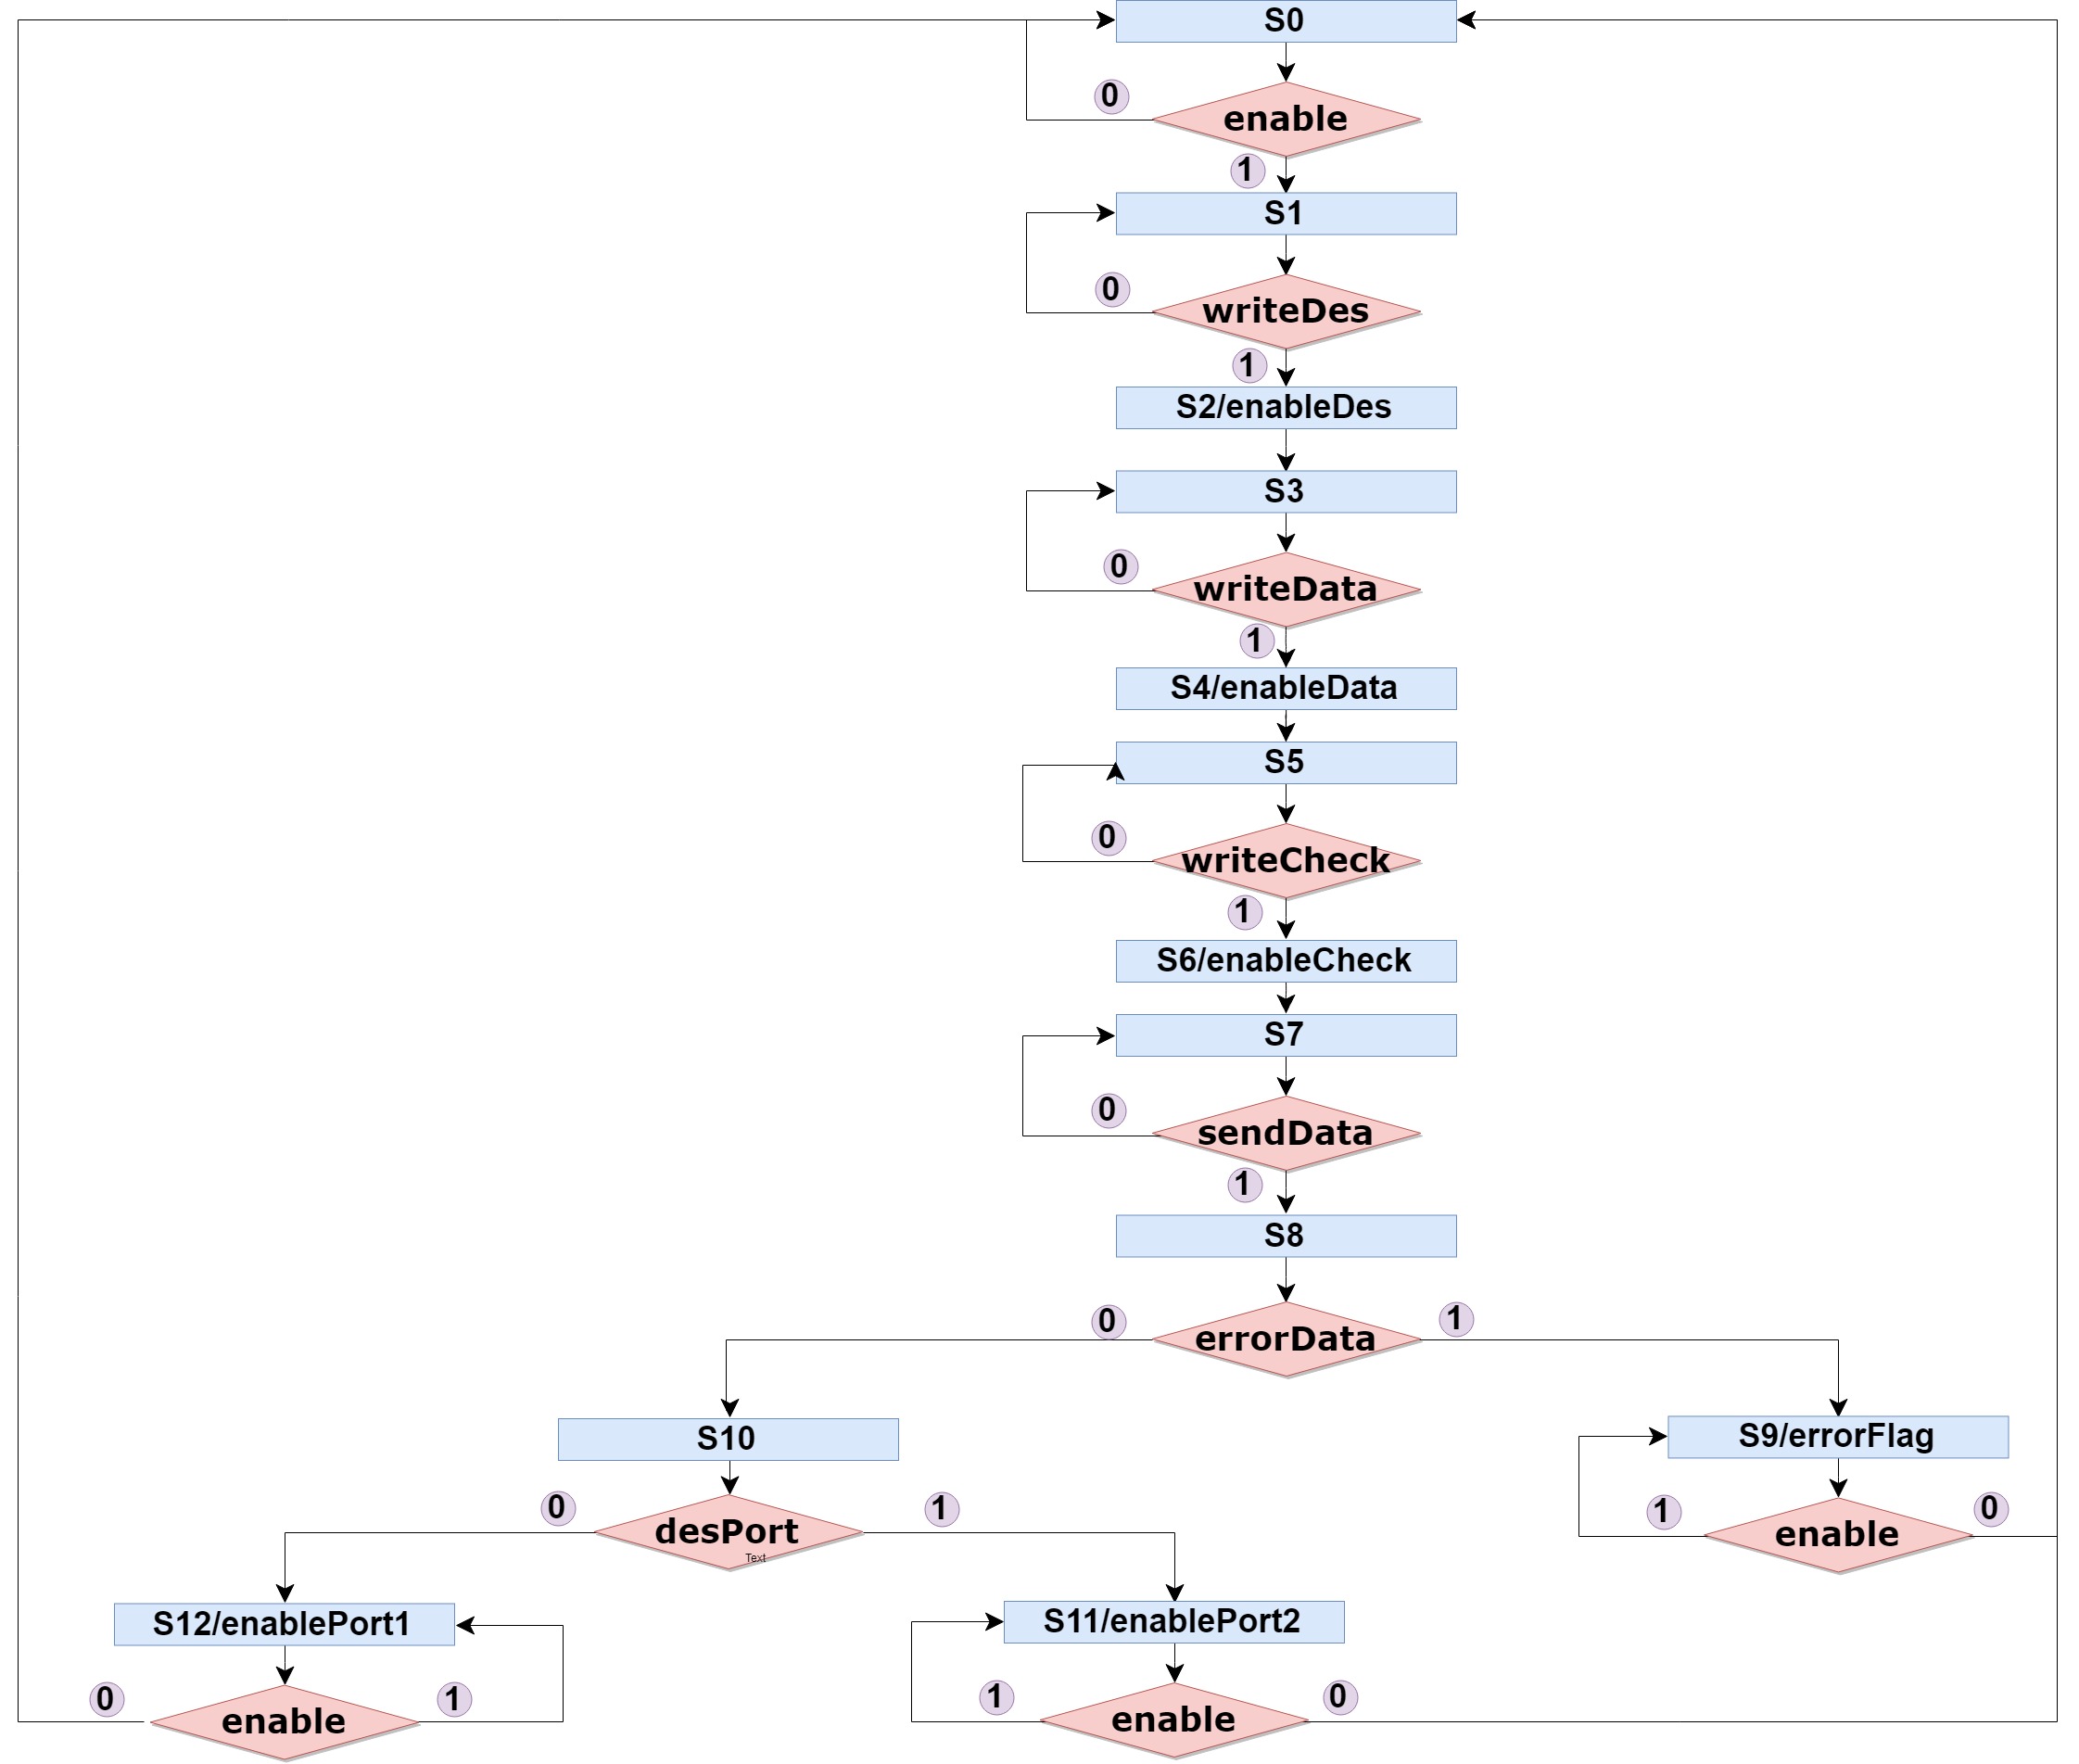 S0
0
enable
1
S1
0
writeDes
1
S2/enableDes
S3
0
writeData
1
S4/enableData
S5
0
writeCheck
1
S6/enableCheck
S7
0
sendData
1
S8
0
1
errorData
S10
S9/errorFlag
0
1
desPort
Text
1
0
enable
S12/enablePort1
S11/enablePort2
0
1
enable
1
0
enable